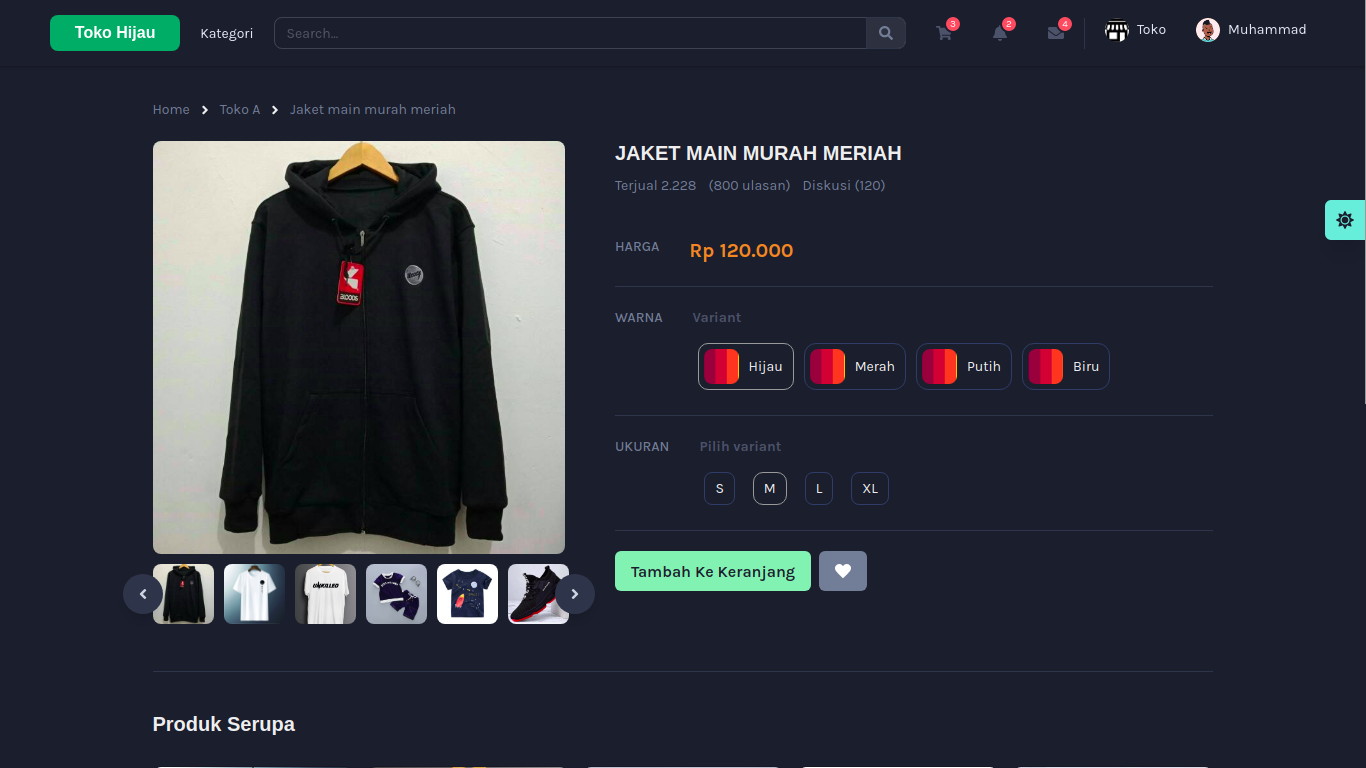 Toko Hijau
Kategori
Search...
3
2
4
Toko
Muhammad
Home
Toko A
Jaket main murah meriah
JAKET MAIN MURAH MERIAH
Terjual 2.228 (800 ulasan) Diskusi (120)
HARGA
Rp 120.000
WARNA
Variant
Hijau
Merah
Putih
Biru
UKURAN
Pilih variant
S
M
L
XL
Tambah Ke Keranjang
UNKILLED
Produk Serupa